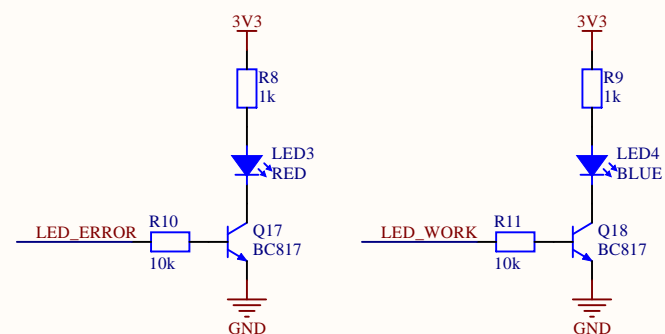 3V3
R8
1k
LED3
RED
LED_ERROR
R10
10k
Q17
BC817
GND
3V3
R9
1k
LED4
BLUE
LED_WORK
R11
10k
Q18
BC817
GND